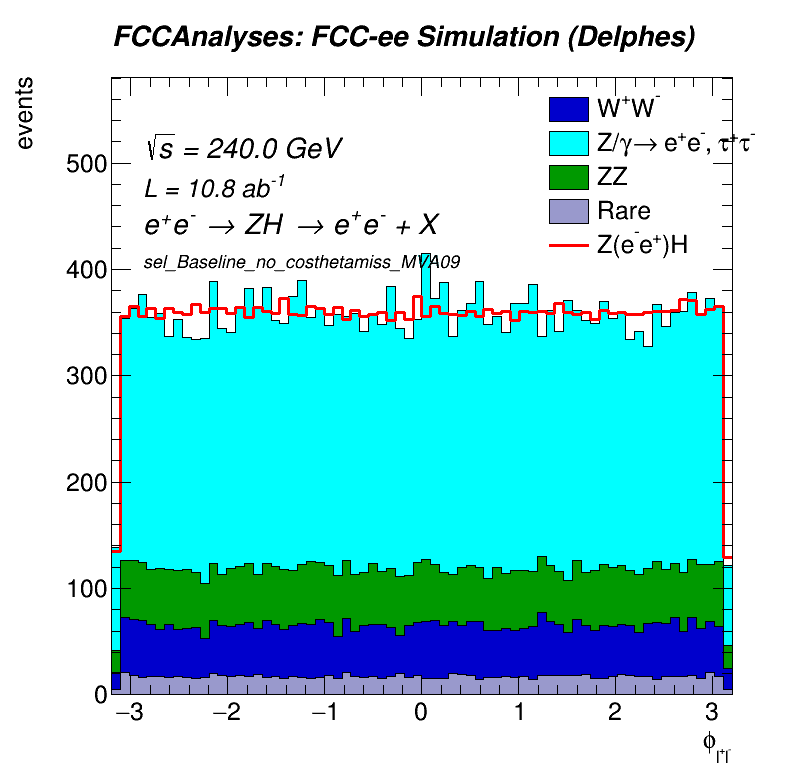 FCCAnalyses: FCC-ee Simulation (Delphes)
events
√s = 240.0 GeV
L = 10.8 ab⁻¹
e⁺e⁻ → ZH → e⁺e⁻ + X
sel_Baseline_no_costhetamiss_MVA09
W⁺W⁻
Z/γ→ e⁺e⁻, τ⁺τ⁻
ZZ
Rare
Z(e⁻e⁺)H
500
400
300
200
100
0
−3 −2 −1 0 1 2 3
ϕ_l⁺l⁻